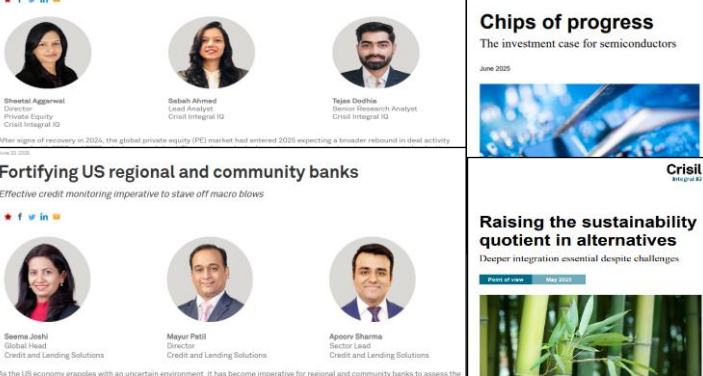 Sheetal Aggarwal
Director
Private Equity
Crisil Integral IQ
Sabah Ahmed
Lead Analyst
Crisil Integral IQ
Tejas Dodhia
Senior Research Analyst
Crisil Integral IQ
After signs of recovery in 2024, the global private equity (PE) market had entered 2025 expecting a broader rebound in deal activity
Fortifying US regional and community banks
Effective credit monitoring imperative to stave off macro blows
Seema Joshi
Global Head
Credit and Lending Solutions
Mayur Patil
Director
Credit and Lending Solutions
Apoorv Sharma
Sector Lead
Credit and Lending Solutions
As the US economy grapples with an uncertain environment, it has become imperative for regional and community banks to assess the
Chips of progress
The investment case for semiconductors
June 2025
Crisil
Integral IQ
Raising the sustainability
quotient in alternatives
Deeper integration essential despite challenges
Point of view May 2025